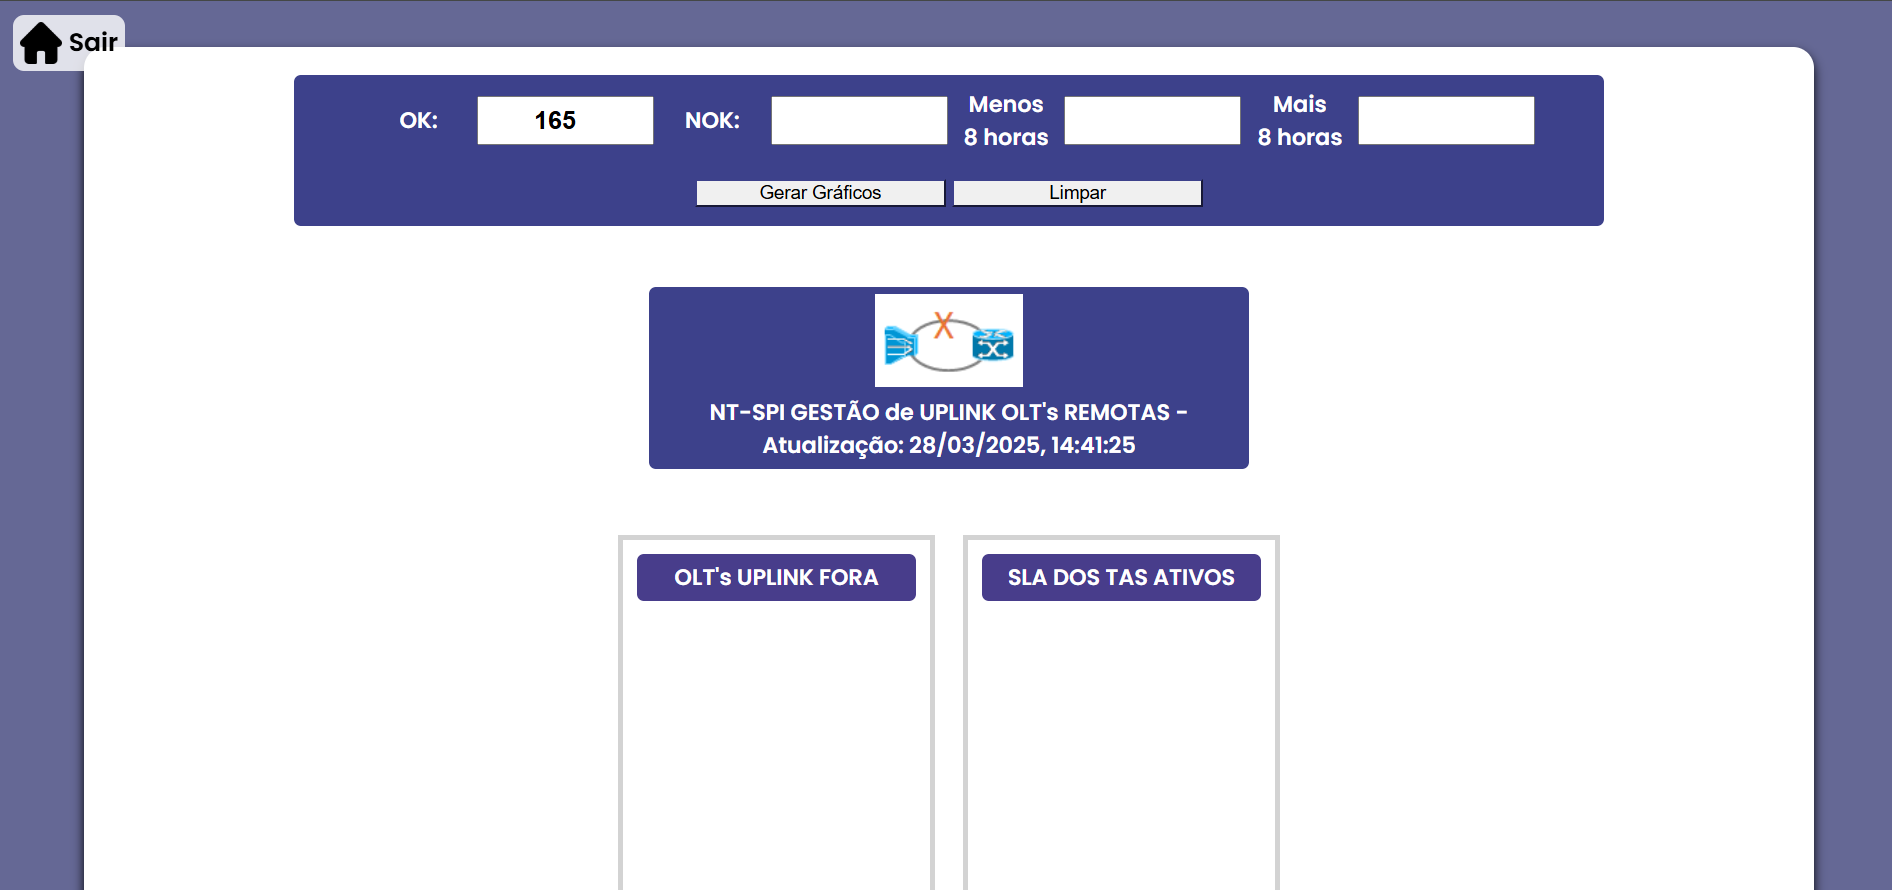 Sair
OK: 165 NOK: Menos 8 horas Mais 8 horas
Gerar Gráficos Limpar
X
NT-SPI GESTÃO de UPLINK OLT's REMOTAS -
Atualização: 28/03/2025, 14:41:25
OLT's UPLINK FORA
SLA DOS TAS ATIVOS